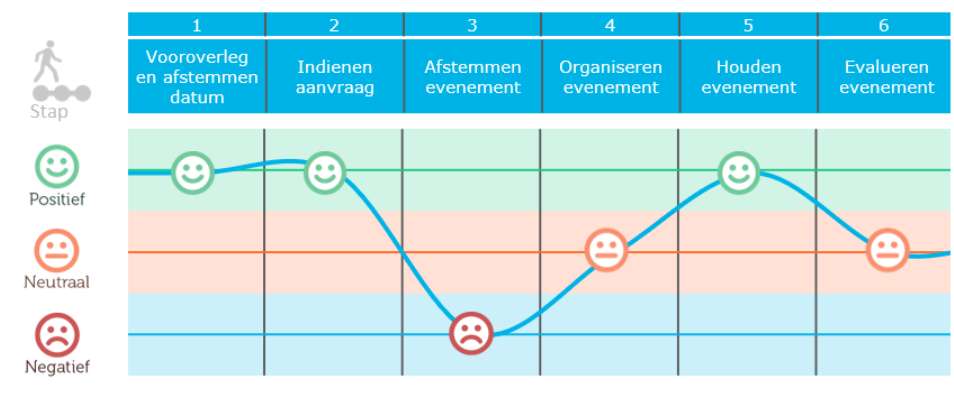 1 2 3 4 5 6
Vooroverleg
en afstemmen
datum
Indienen
aanvraag
Afstemmen
evenement
Organiseren
evenement
Houden
evenement
Evalueren
evenement
Stap
Positief
Neutraal
Negatief